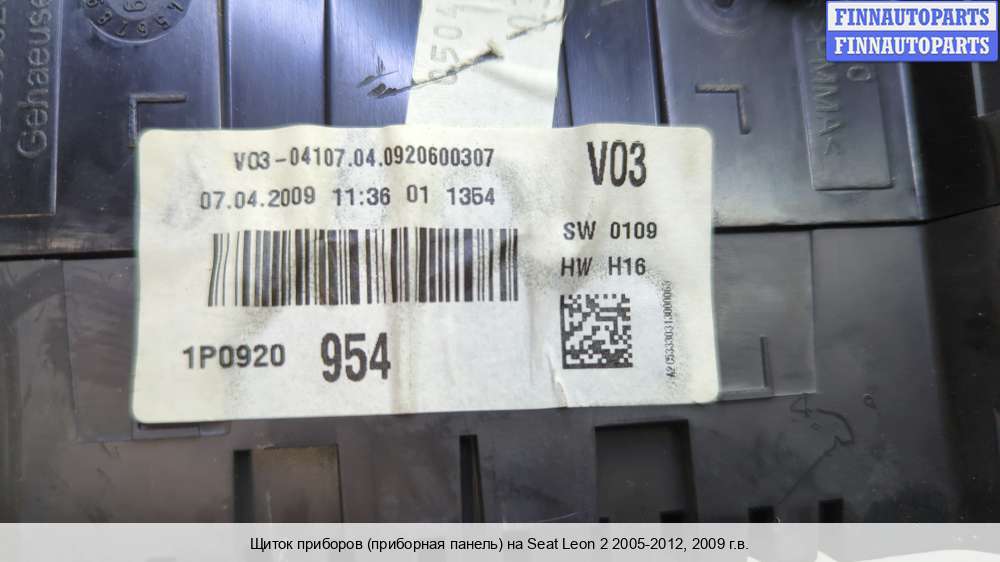 FINNAUTOPARTS
FINNAUTOPARTS
Gehaeuse
V03-04107.04.0920600307
V03
07.04.2009 11:36 01 1354
SW 0109
HW H16
1P0920 954
Щиток приборов (приборная панель) на Seat Leon 2 2005-2012, 2009 г.в.